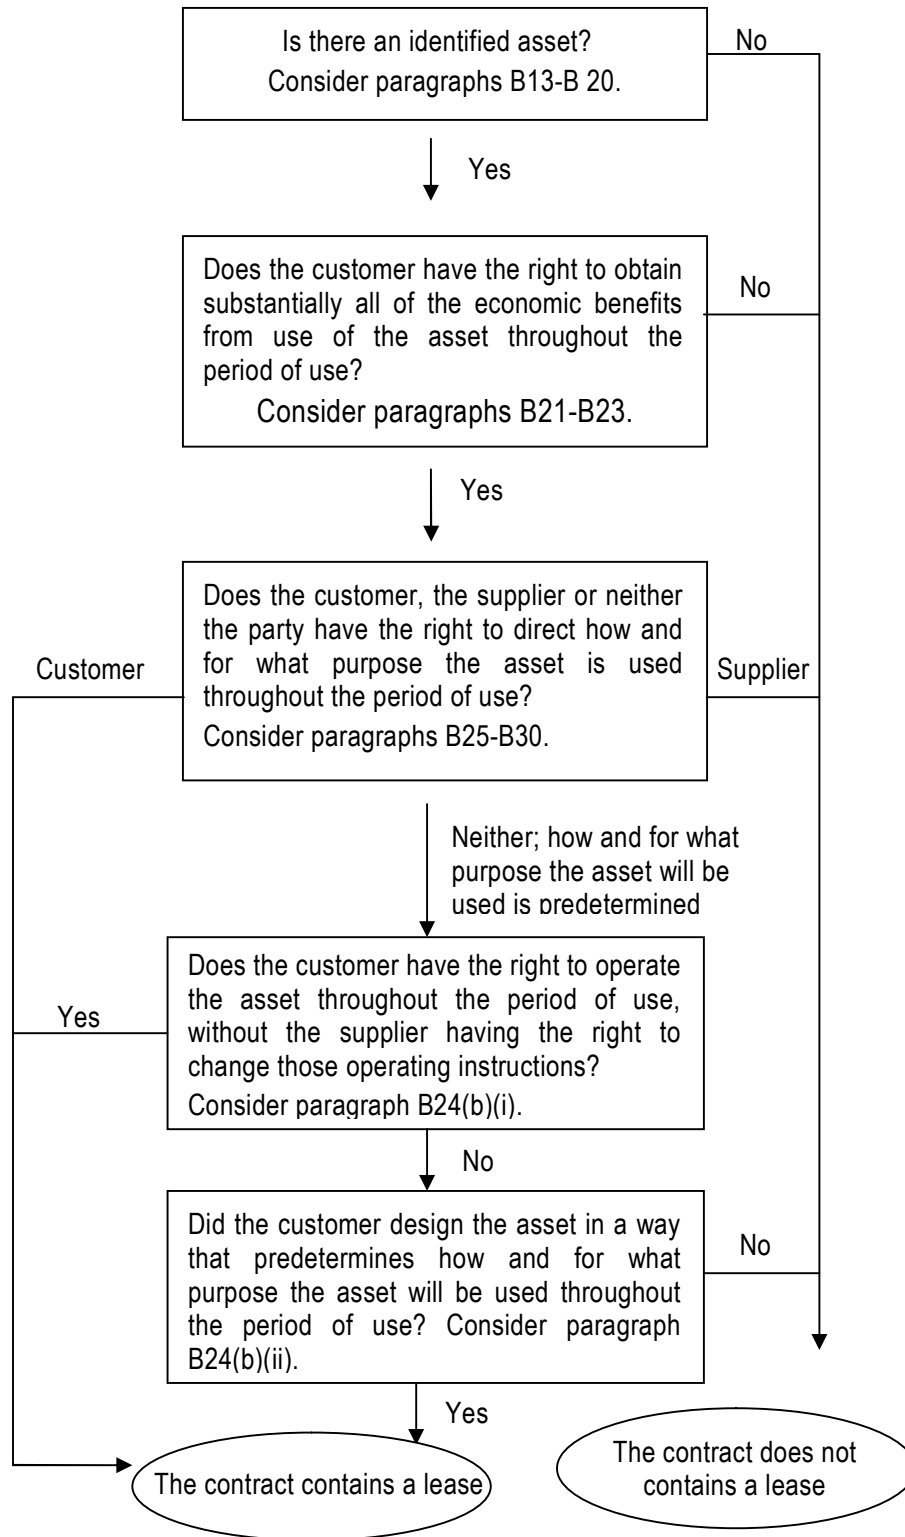 Is there an identified asset?
No
Consider paragraphs B13-B 20.
Yes
Does the customer have the right to obtain
substantially all of the economic benefits
from use of the asset throughout the
period of use?
No
Consider paragraphs B21-B23.
Yes
Does the customer, the supplier or neither
the party have the right to direct how and
for what purpose the asset is used
throughout the period of use?
Consider paragraphs B25-B30.
Customer
Supplier
Neither; how and for what
purpose the asset will be
used is predetermined
Does the customer have the right to operate
the asset throughout the period of use,
without the supplier having the right to
change those operating instructions?
Consider paragraph B24(b)(i).
Yes
No
Did the customer design the asset in a way
that predetermines how and for what
purpose the asset will be used throughout
the period of use? Consider paragraph
B24(b)(ii).
No
Yes
The contract contains a lease
The contract does not
contains a lease